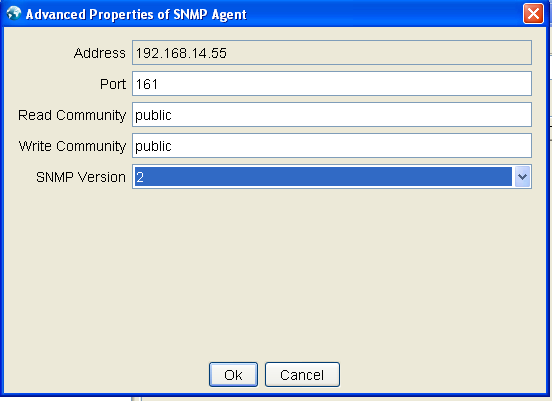 Advanced Properties of SNMP Agent
Address 192.168.14.55
Port 161
Read Community public
Write Community public
SNMP Version 2
Ok Cancel